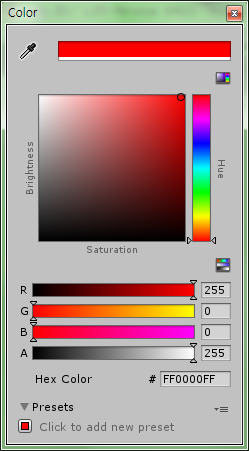 Color
Brightness
Hue
Saturation
R 255
G 0
B 0
A 255
Hex Color # FF0000FF
Presets
Click to add new preset